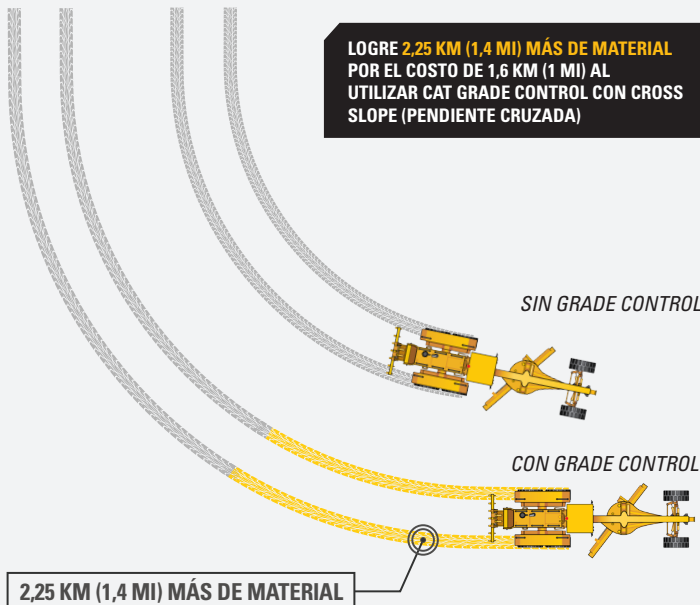 LOGRE 2,25 KM (1,4 MI) MÁS DE MATERIAL
POR EL COSTO DE 1,6 KM (1 MI) AL
UTILIZAR CAT GRADE CONTROL CON CROSS
SLOPE (PENDIENTE CRUZADA)
SIN GRADE CONTROL
CON GRADE CONTROL
2,25 KM (1,4 MI) MÁS DE MATERIAL